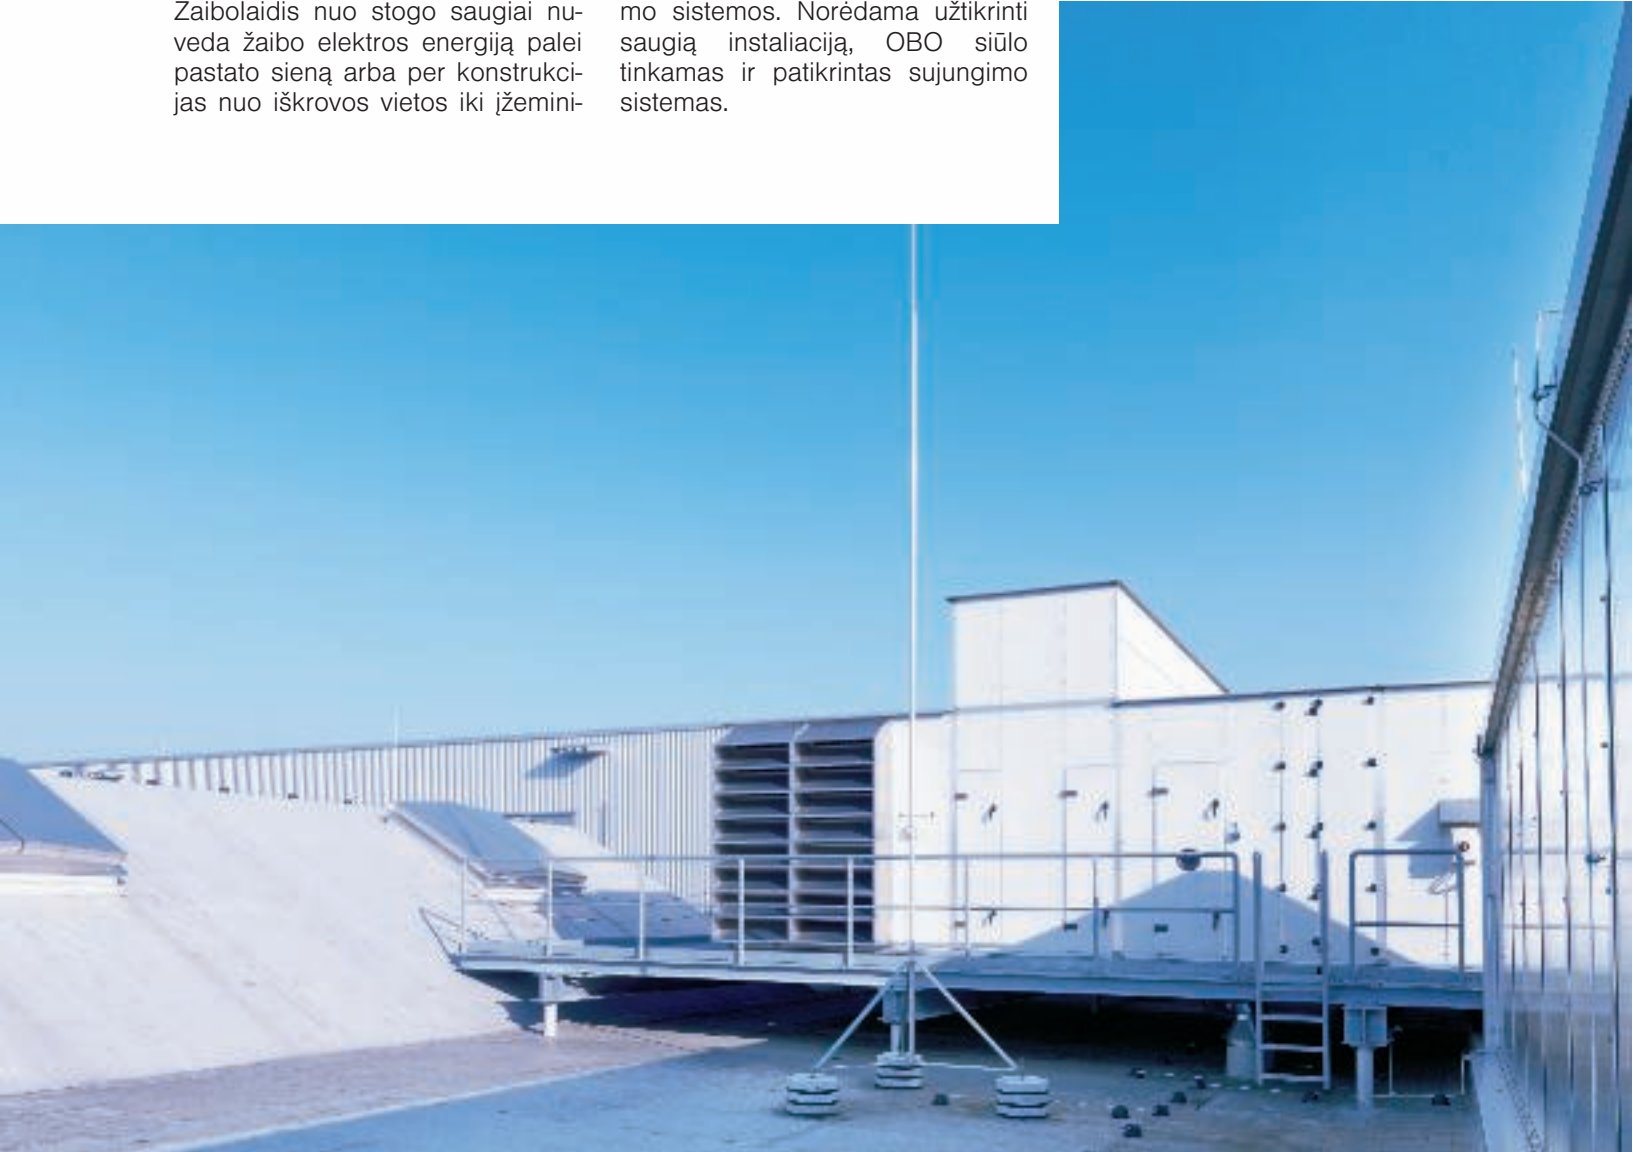 Žaibolaidis nuo stogo saugiai nu-
veda žaibo elektros energiją palei
pastato sieną arba per konstrukci-
jas nuo iškrovos vietos iki įžemini-
mo sistemos. Norėdama užtikrinti
saugią instaliaciją, OBO siūlo
tinkamas ir patikrintas sujungimo
sistemas.